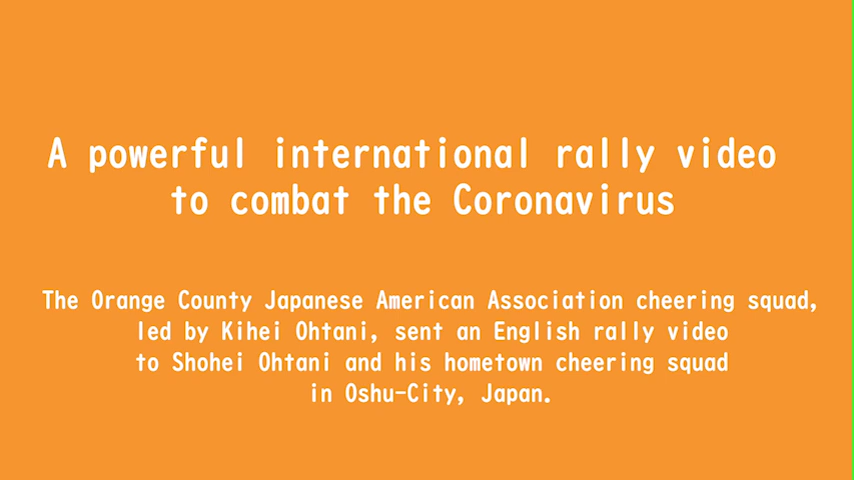 A powerful international rally video
to combat the Coronavirus
The Orange County Japanese American Association cheering squad,
led by Kihei Ohtani, sent an English rally video
to Shohei Ohtani and his hometown cheering squad
in Oshu-City, Japan.